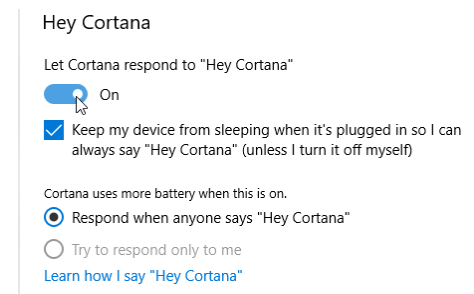 Hey Cortana
Let Cortana respond to "Hey Cortana"
On
Keep my device from sleeping when it's plugged in so I can
always say "Hey Cortana" (unless I turn it off myself)
Cortana uses more battery when this is on.
Respond when anyone says "Hey Cortana"
Try to respond only to me
Learn how I say "Hey Cortana"